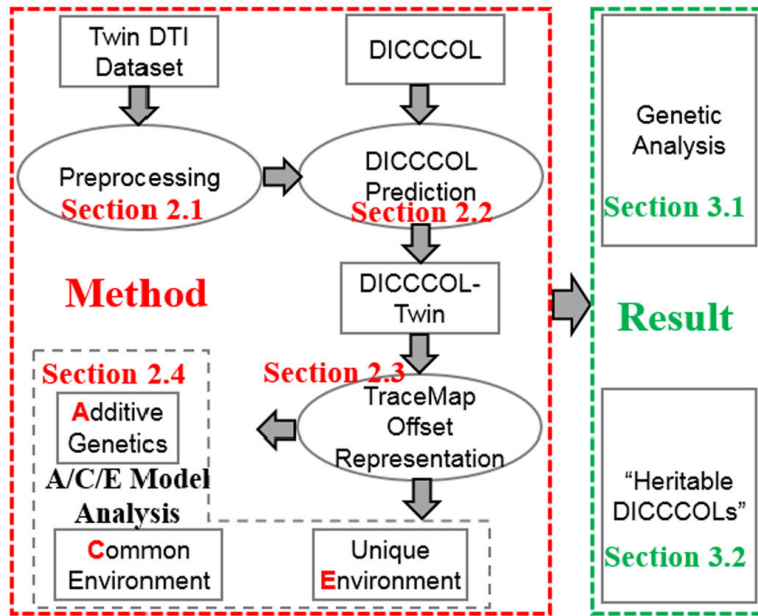 Twin DTI
Dataset
DICCCOL
Preprocessing
Section 2.1
DICCCOL
Prediction
Section 2.2
Method
DICCCOL-
Twin
Section 2.3
TraceMap
Offset
Representation
Section 2.4
Additive
Genetics
A/C/E Model
Analysis
Common
Environment
Unique
Environment
Genetic
Analysis
Section 3.1
Result
“Heritable
DICCCOLs”
Section 3.2